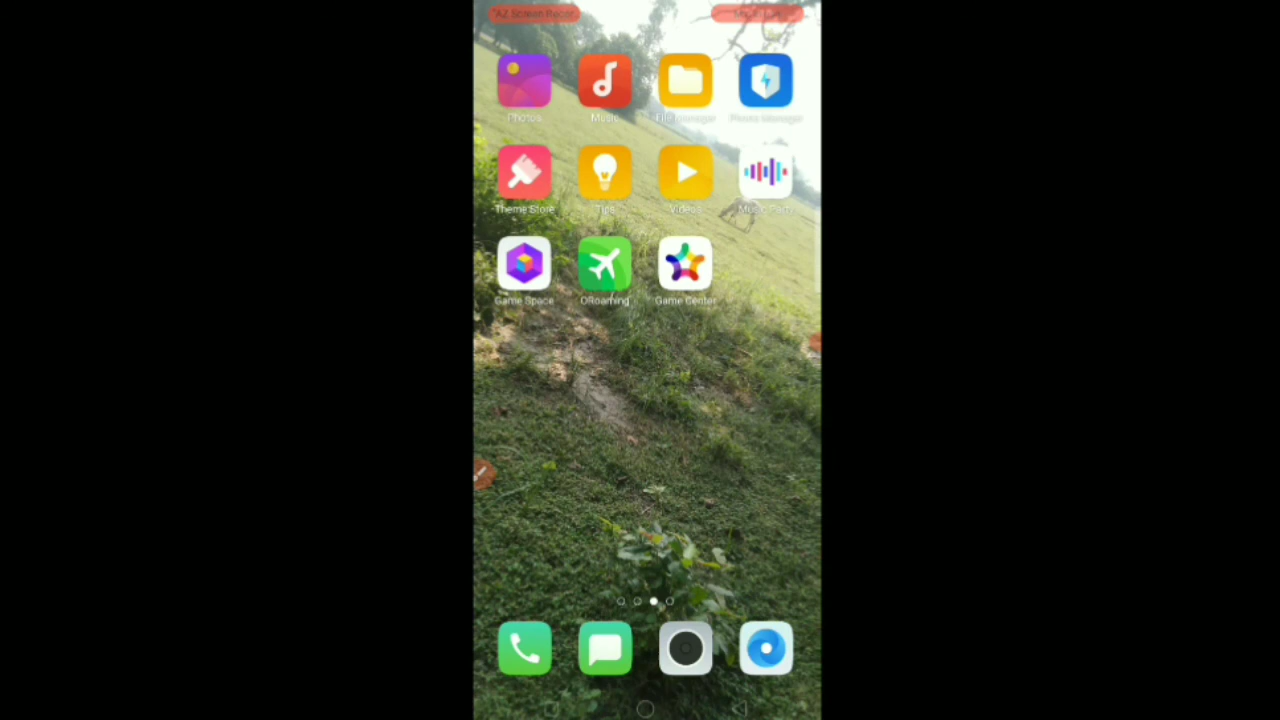 AZ Screen Recor
Photos
Music
File Manager
Phone Manager
Theme Store
Tips
Videos
Music Party
Game Space
ORoaming
Game Center